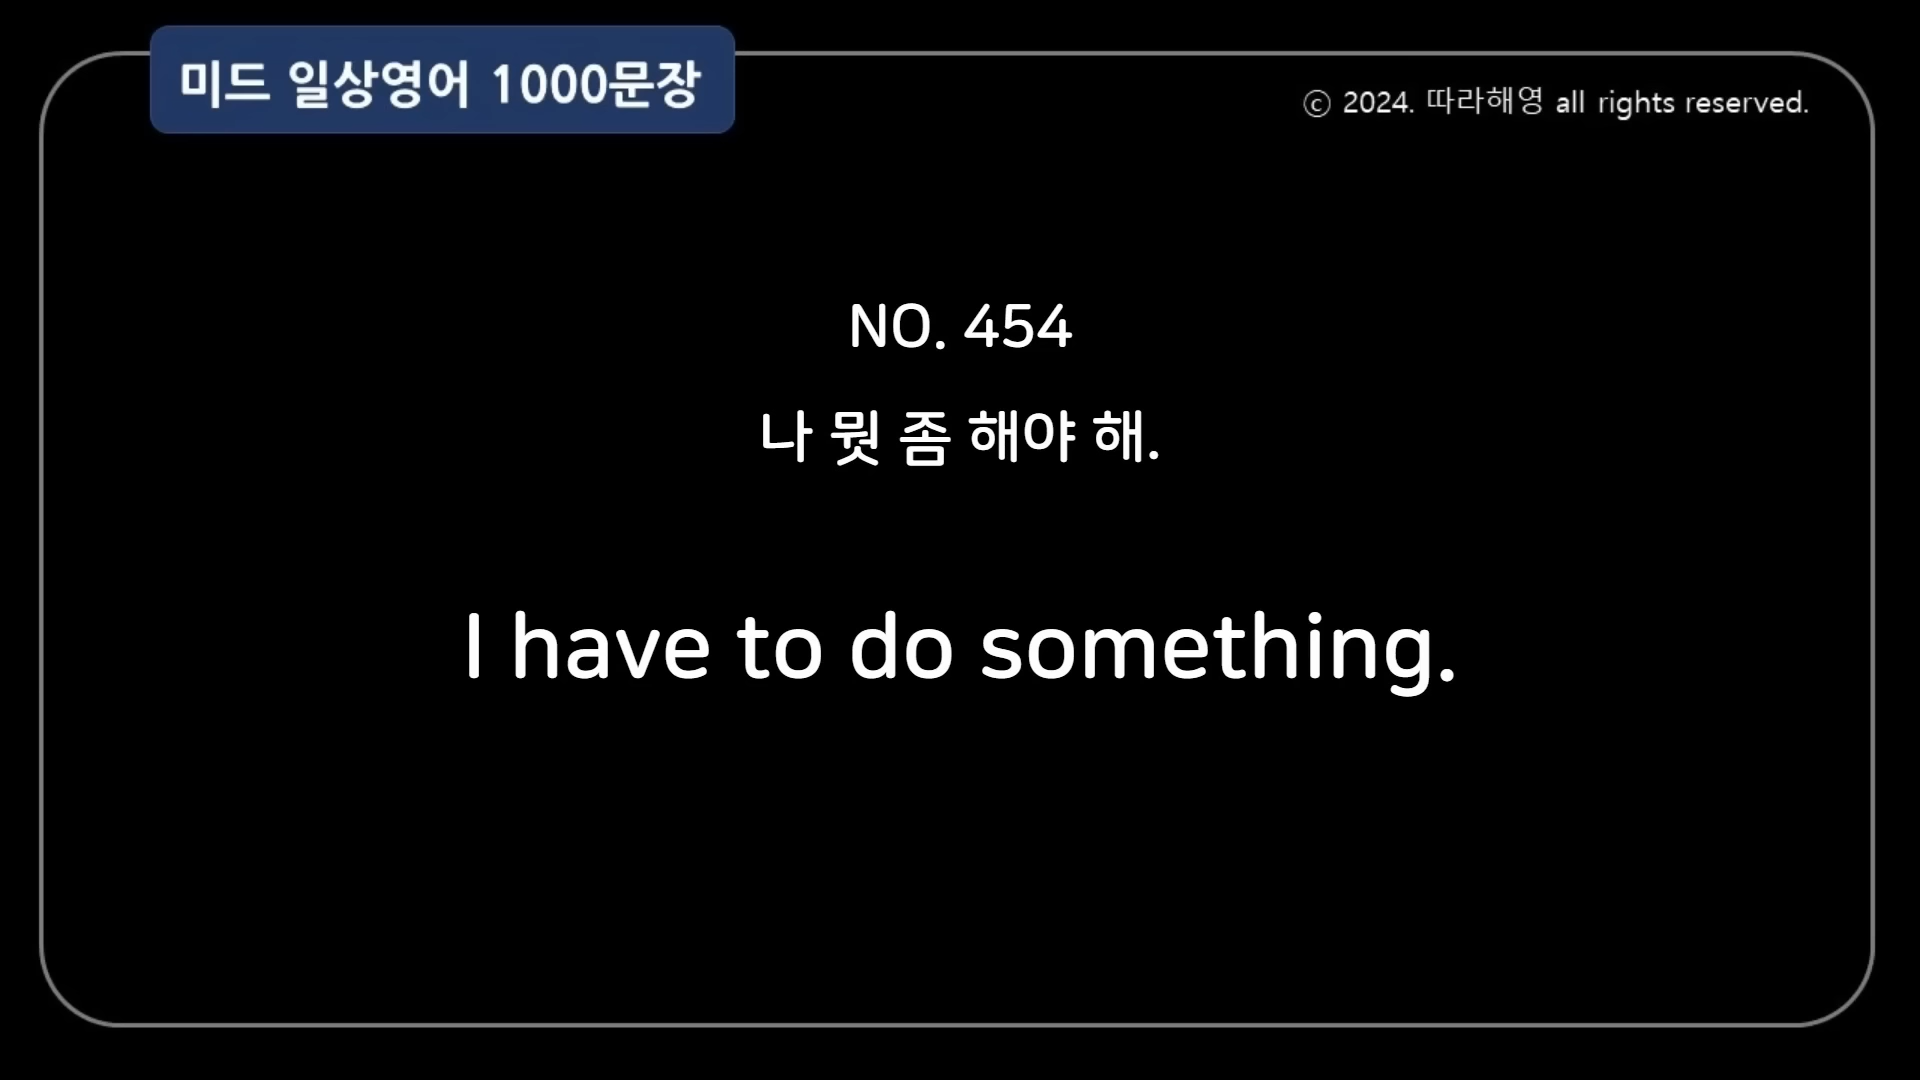 미드 일상영어 1000문장
ⓒ 2024. 따라해영 all rights reserved.
NO. 454
나 뭣 좀 해야 해.
I have to do something.